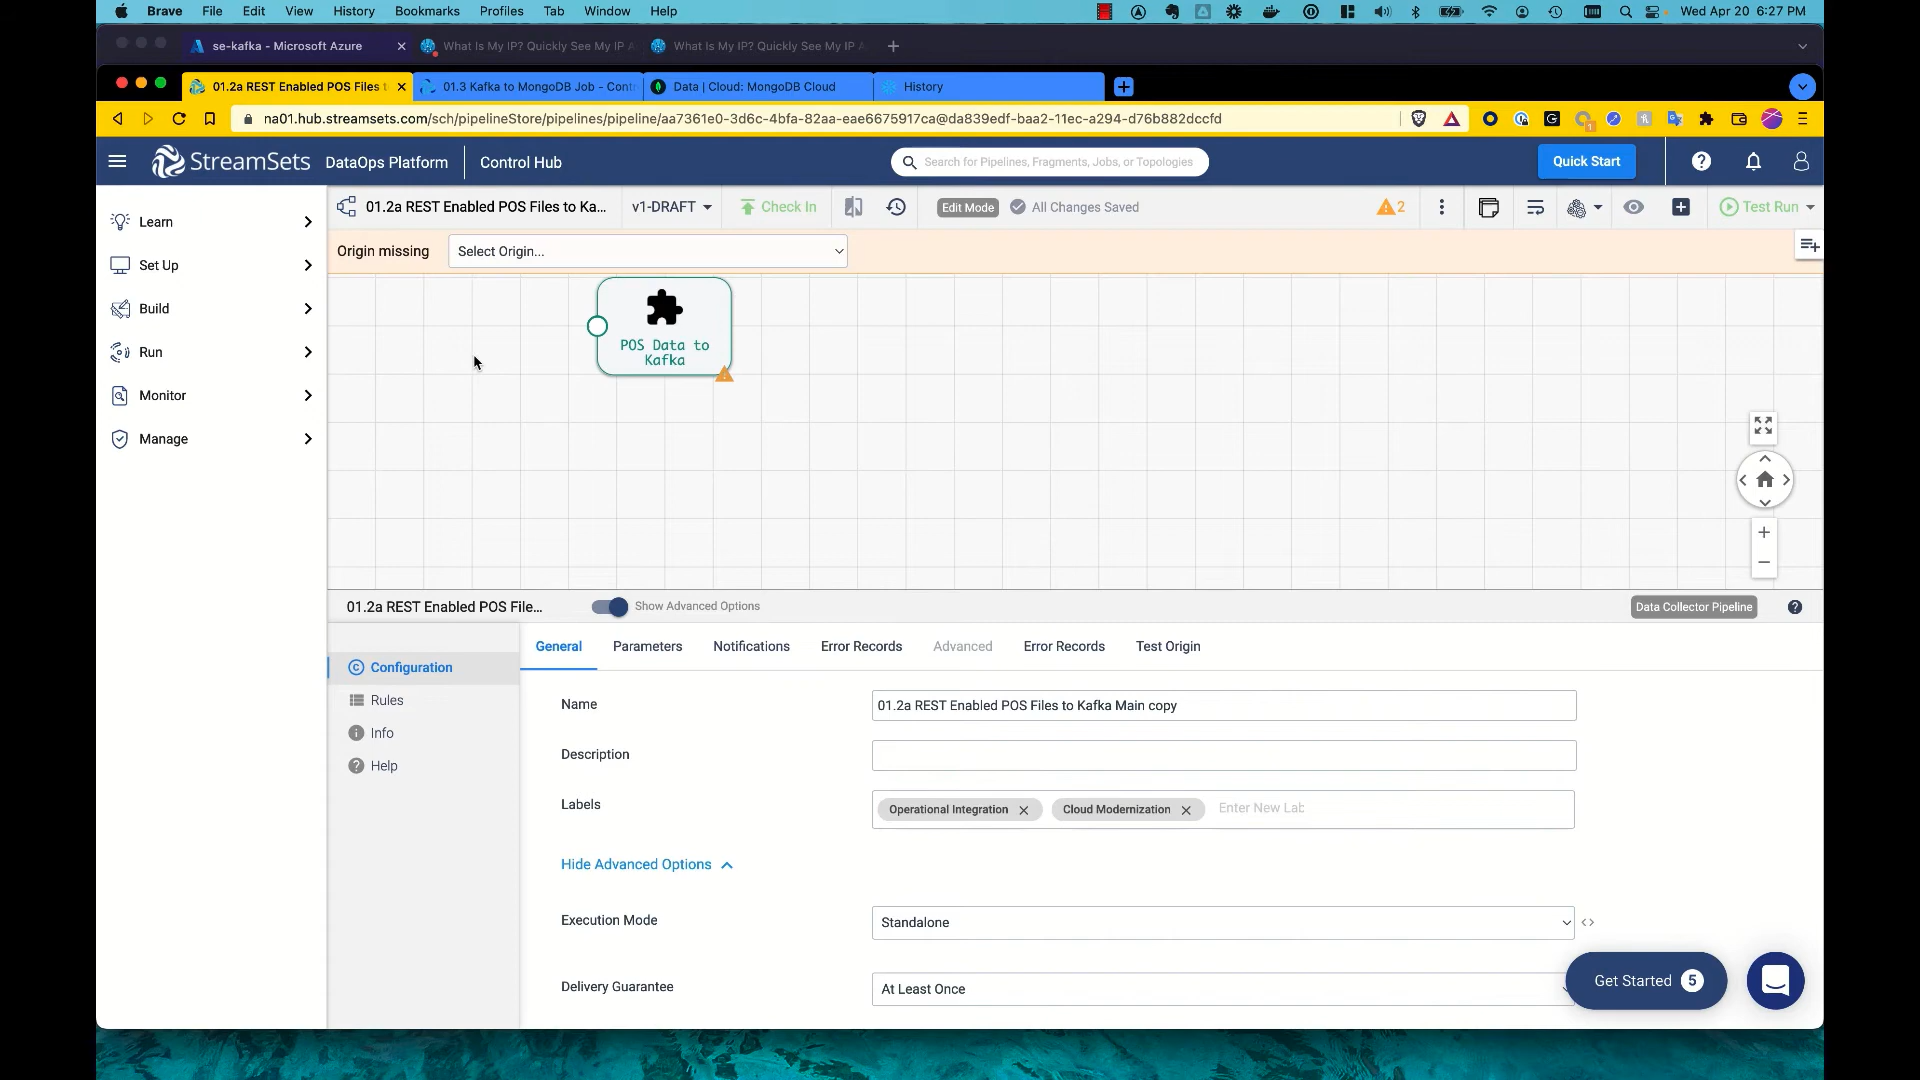 Brave File Edit View History Bookmarks Profiles Tab Window Help Wed Apr 20 6:27 PM
se-kafka - Microsoft Azure What Is My IP? Quickly See My IP A What Is My IP? Quickly See My IP A
01.2a REST Enabled POS Files t 01.3 Kafka to MongoDB Job - Cont Data | Cloud: MongoDB Cloud History
na01.hub.streamsets.com/sch/pipelineStore/pipelines/pipeline/aa7361e0-3d6c-4bfa-82aa-eae6675917ca@da839edf-baa2-11ec-a294-d76b882dccfd
StreamSets DataOps Platform Control Hub Search for Pipelines, Fragments, Jobs, or Topologies Quick Start
Learn
Set Up
Build
Run
Monitor
Manage
01.2a REST Enabled POS Files to Ka... v1-DRAFT Check In Edit Mode All Changes Saved 2 Test Run
Origin missing Select Origin...
POS Data to
Kafka
01.2a REST Enabled POS File... Show Advanced Options Data Collector Pipeline
Configuration
Rules
Info
Help
General Parameters Notifications Error Records Advanced Error Records Test Origin
Name 01.2a REST Enabled POS Files to Kafka Main copy
Description
Labels Operational Integration Cloud Modernization Enter New Lab
Hide Advanced Options
Execution Mode Standalone
Delivery Guarantee At Least Once
Get Started 5